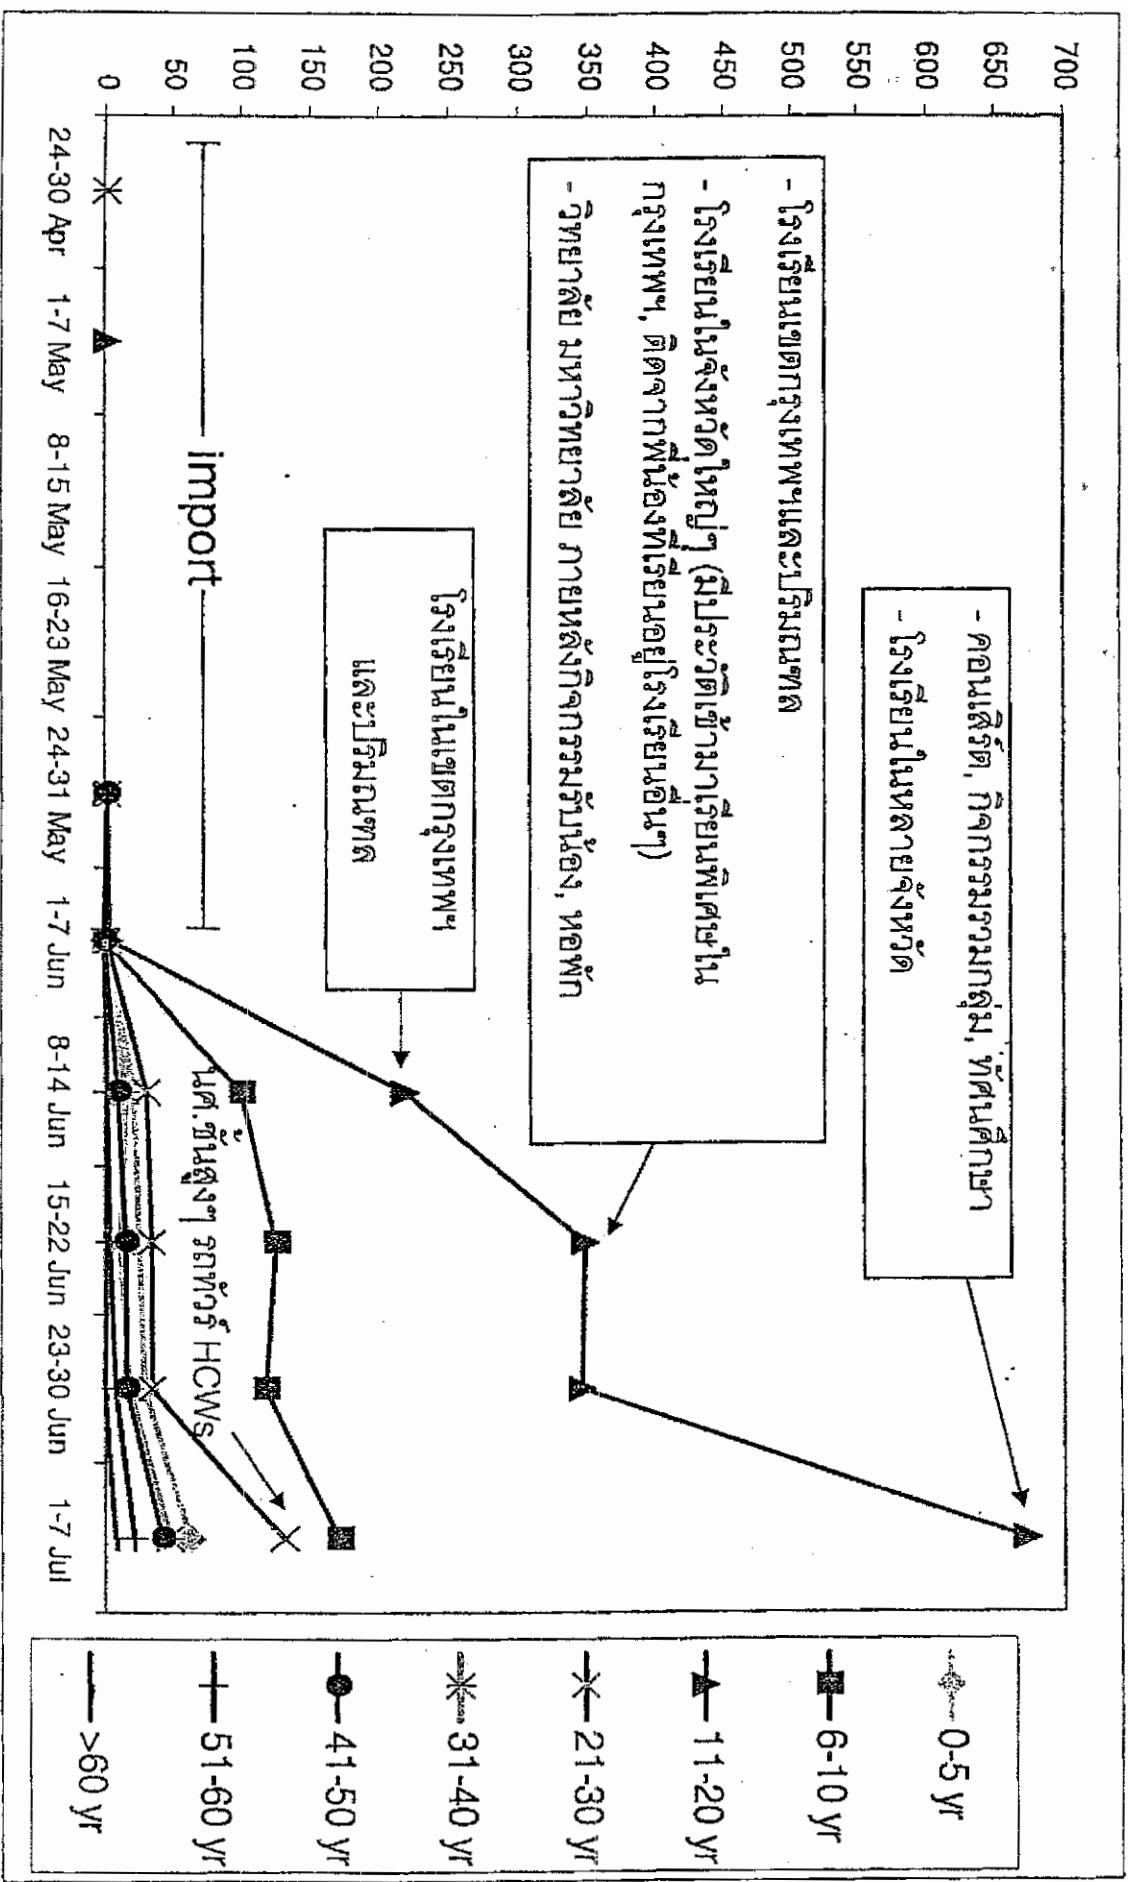 700
650
600
550
500
450
400
350
300
250
200
150
100
50
0
- คอนเสิร์ต, กิจกรรมรวมกลุ่ม, ทัศนศึกษา
- โรงเรียนในหลายจังหวัด
- โรงเรียนเขตกรุงเทพฯและปริมณฑล
- โรงเรียนในจังหวัดใหญ่ๆ (มีประวัติเข้ามาเรียนพิเศษใน
กรุงเทพฯ, ติดจากพี่น้องที่เรียนอยู่โรงเรียนอื่นๆ)
- วิทยาลัย มหาวิทยาลัย ภายหลังกิจกรรมรับน้อง, หอพัก
โรงเรียนในเขตกรุงเทพฯ
และปริมณฑล
import
นศ.ชั้นสูงๆ รถทัวร์ HCWs
24-30 Apr 1-7 May 8-15 May 16-23 May 24-31 May 1-7 Jun 8-14 Jun 15-22 Jun 23-30 Jun 1-7 Jul
0-5 yr
6-10 yr
11-20 yr
21-30 yr
31-40 yr
41-50 yr
51-60 yr
>60 yr